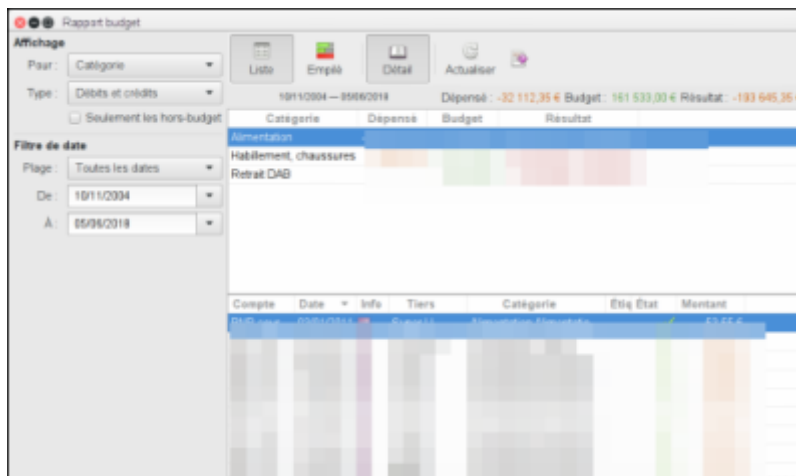 Rapport budget
Affichage
Pour : Catégorie
Type : Débits et crédits
Seulement les hors-budget
Filtre de date
Plage : Toutes les dates
De : 10/11/2004
À : 05/06/2018
Liste Empilé Détail Actualiser
10/11/2004 — 05/06/2018 Dépensé : -32 112,35 € Budget : 161 533,00 € Résultat : -193 645,35 €
Catégorie Dépensé Budget Résultat
Alimentation
Habillement, chaussures
Retrait DAB
Compte Date Info Tiers Catégorie Étiq État Montant